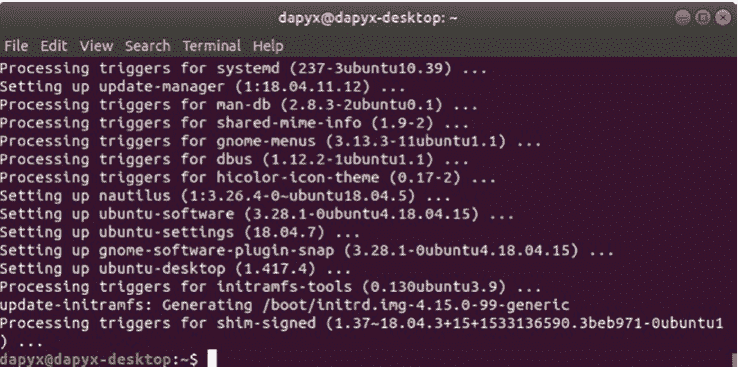 dapyx@dapyx-desktop: ~
File Edit View Search Terminal Help
Processing triggers for systemd (237-3ubuntu10.39) ...
Setting up update-manager (1:18.04.11.12) ...
Processing triggers for man-db (2.8.3-2ubuntu0.1) ...
Processing triggers for shared-mime-info (1.9-2) ...
Processing triggers for gnome-menus (3.13.3-11ubuntu1.1) ...
Processing triggers for dbus (1.12.2-1ubuntu1.1) ...
Processing triggers for hicolor-icon-theme (0.17-2) ...
Setting up nautilus (1:3.26.4-0~ubuntu18.04.5) ...
Setting up ubuntu-software (3.28.1-0ubuntu4.18.04.15) ...
Setting up ubuntu-settings (18.04.7) ...
Setting up gnome-software-plugin-snap (3.28.1-0ubuntu4.18.04.15) ...
Setting up ubuntu-desktop (1.417.4) ...
Processing triggers for initramfs-tools (0.130ubuntu3.9) ...
update-initramfs: Generating /boot/initrd.img-4.15.0-99-generic
Processing triggers for shim-signed (1.37~18.04.3+15+1533136590.3beb971-0ubuntu1
) ...
dapyx@dapyx-desktop:~$